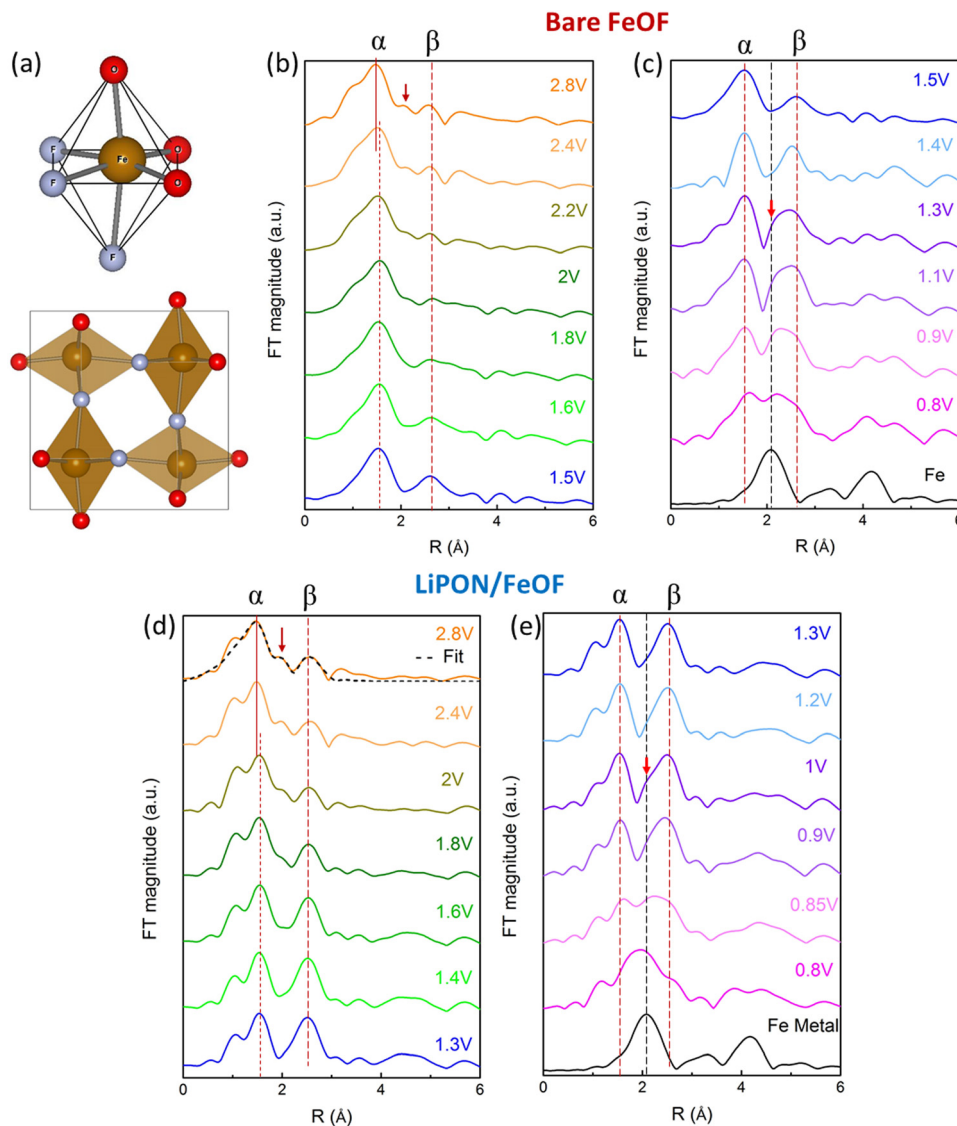 Bare FeOF
(a)
O
F
O
Fe
F
O
F
(b)
α
β
2.8V
2.4V
2.2V
2V
1.8V
1.6V
1.5V
FT magnitude (a.u.)
0
2
4
6
R (Å)
(c)
α
β
1.5V
1.4V
1.3V
1.1V
0.9V
0.8V
Fe
FT magnitude (a.u.)
0
2
4
6
R (Å)
LiPON/FeOF
(d)
α
β
2.8V
Fit
2.4V
2V
1.8V
1.6V
1.4V
1.3V
FT magnitude (a.u.)
0
2
4
6
R (Å)
(e)
α
β
1.3V
1.2V
1V
0.9V
0.85V
0.8V
Fe Metal
FT magnitude (a.u.)
0
2
4
6
R (Å)